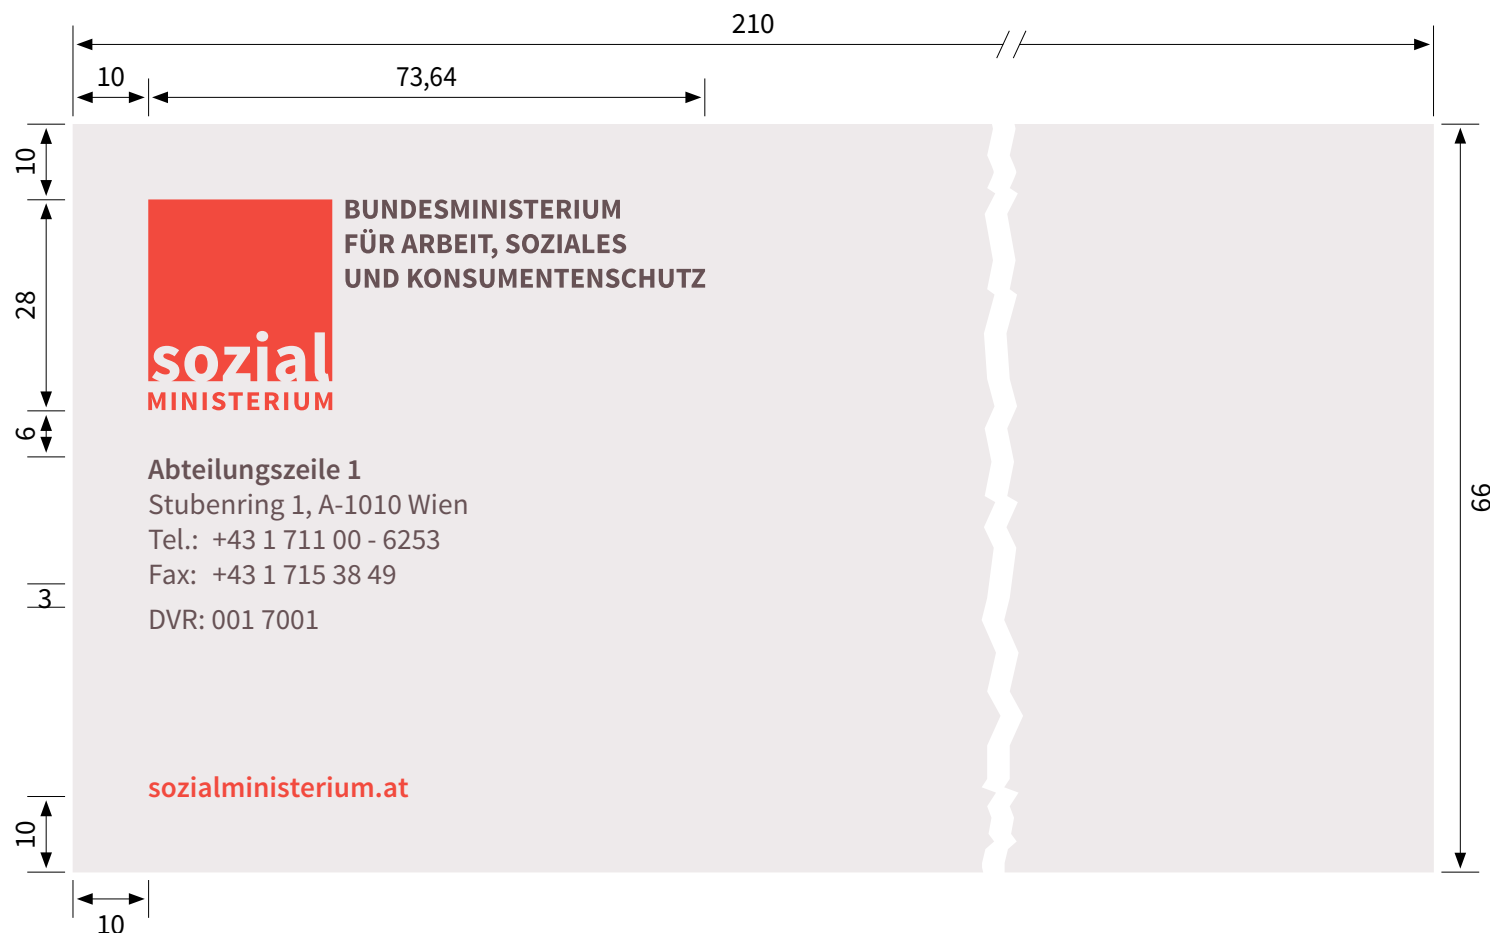 210
10
73,64
10
BUNDESMINISTERIUM
FÜR ARBEIT, SOZIALES
UND KONSUMENTENSCHUTZ
28
sozial
MINISTERIUM
6
Abteilungszeile 1
Stubenring 1, A-1010 Wien
Tel.: +43 1 711 00 - 6253
Fax: +43 1 715 38 49
3
DVR: 001 7001
66
sozialministerium.at
10
10